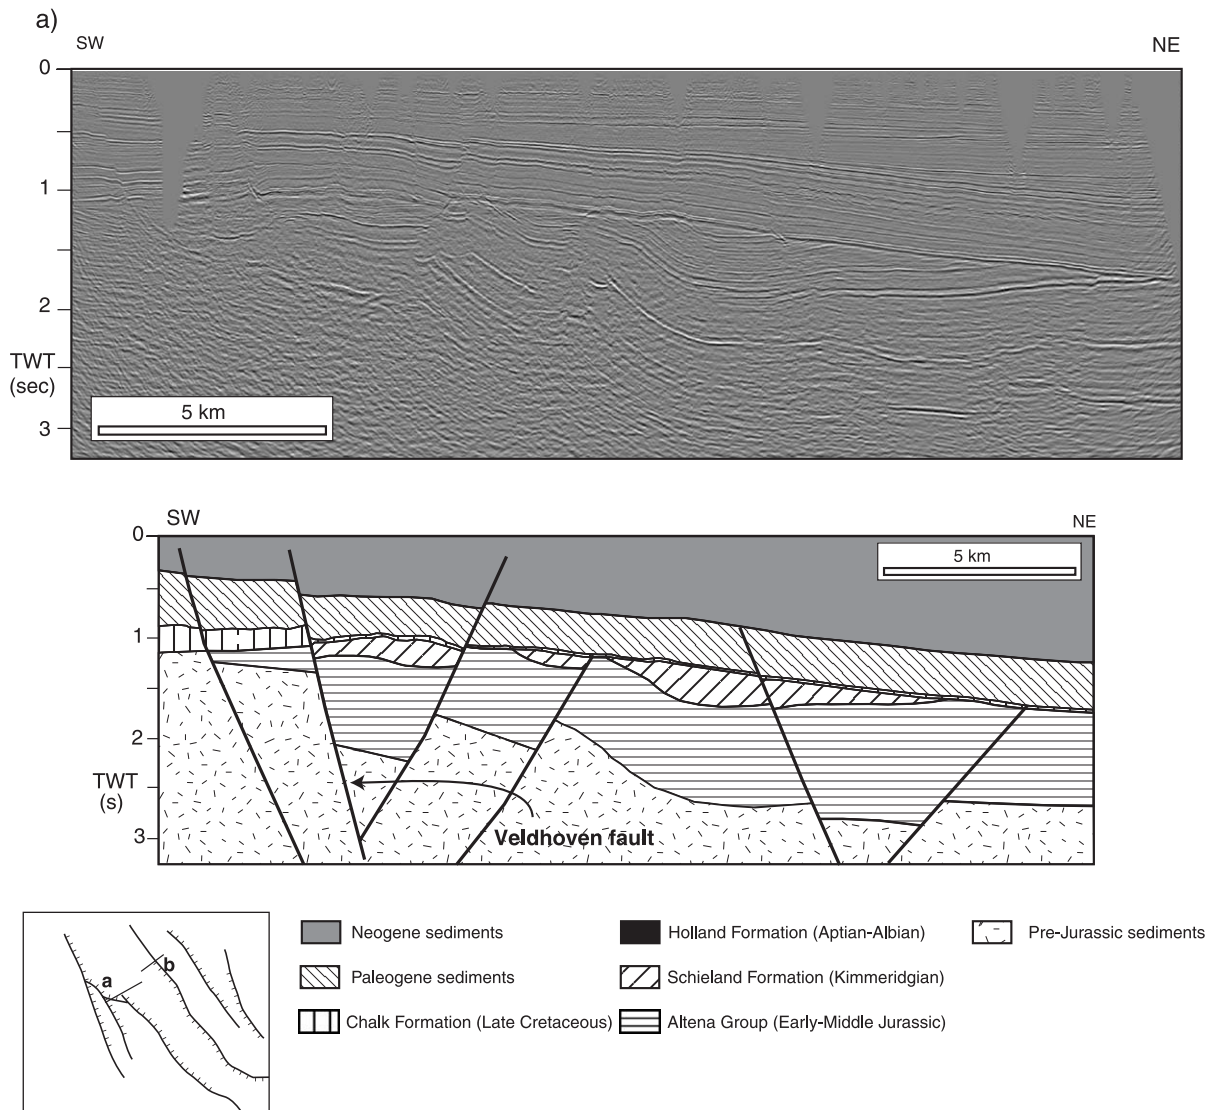 a)
SW
NE
0
1
2
TWT
(sec)
3
5 km
SW
NE
0
5 km
1
2
TWT
(s)
3
Veldhoven fault
a
b
Neogene sediments
Holland Formation (Aptian-Albian)
Pre-Jurassic sediments
Paleogene sediments
Schieland Formation (Kimmeridgian)
Chalk Formation (Late Cretaceous)
Altena Group (Early-Middle Jurassic)